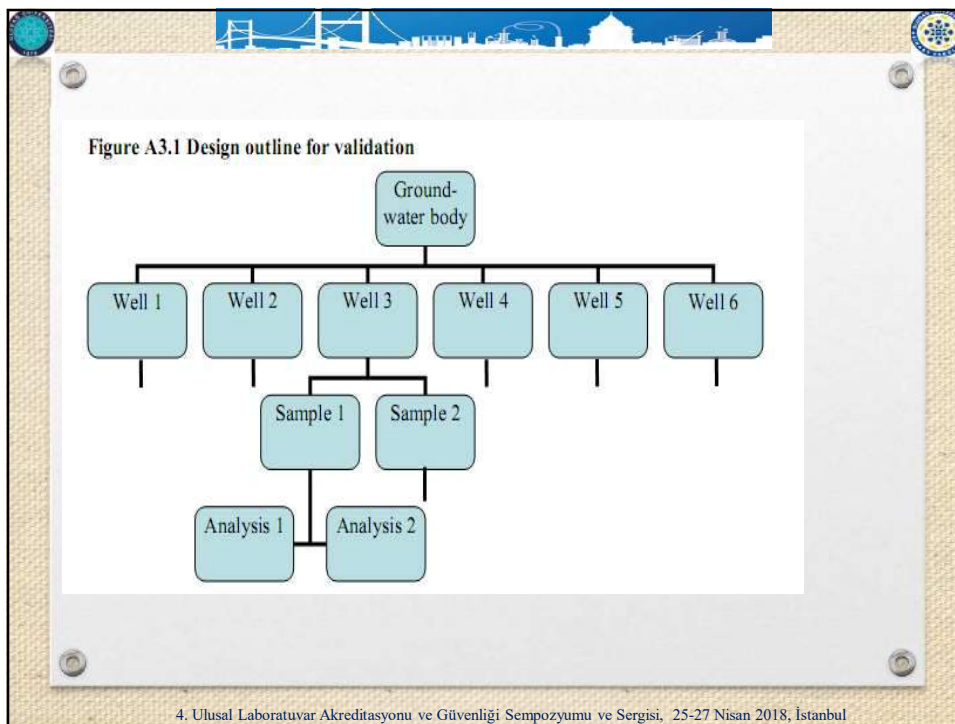 Figure A3.1 Design outline for validation
Ground-
water body
Well 1
Well 2
Well 3
Well 4
Well 5
Well 6
Sample 1
Sample 2
Analysis 1
Analysis 2
4. Ulusal Laboratuvar Akreditasyonu ve Güvenliği Sempozyumu ve Sergisi, 25-27 Nisan 2018, İstanbul